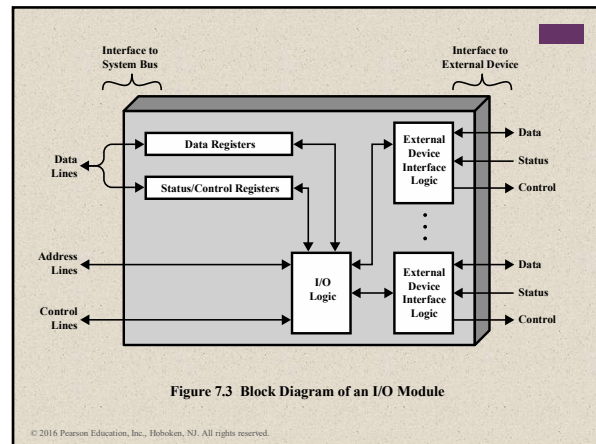 Interface to
System Bus
Interface to
External Device
Data Registers
Status/Control Registers
Data
Lines
Address
Lines
Control
Lines
I/O
Logic
External
Device
Interface
Logic
Data
Status
Control
External
Device
Interface
Logic
Data
Status
Control
Figure 7.3 Block Diagram of an I/O Module
© 2016 Pearson Education, Inc., Hoboken, NJ. All rights reserved.